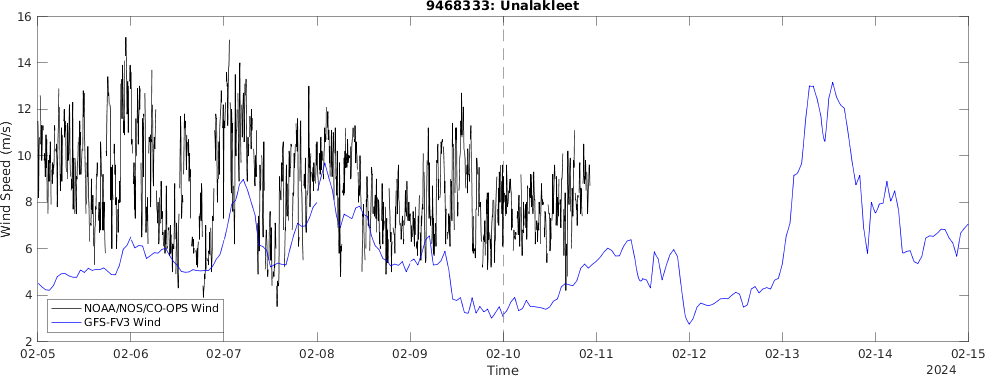 9468333: Unalakleet
Wind Speed (m/s)
16
14
12
10
8
6
4
2
NOAA/NOS/CO-OPS Wind
GFS-FV3 Wind
02-05 02-06 02-07 02-08 02-09 02-10 02-11 02-12 02-13 02-14 02-15
Time
2024